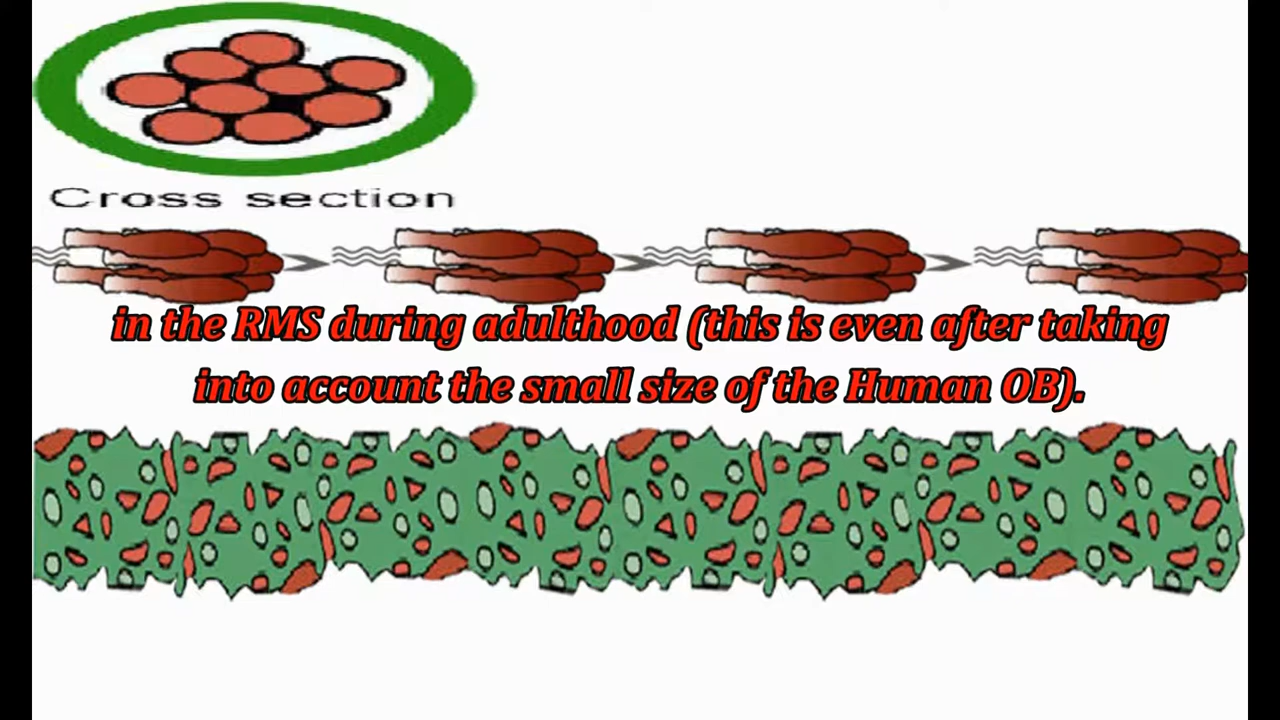 Cross section
in the RMS during adulthood (this is even after taking
into account the small size of the Human OB).